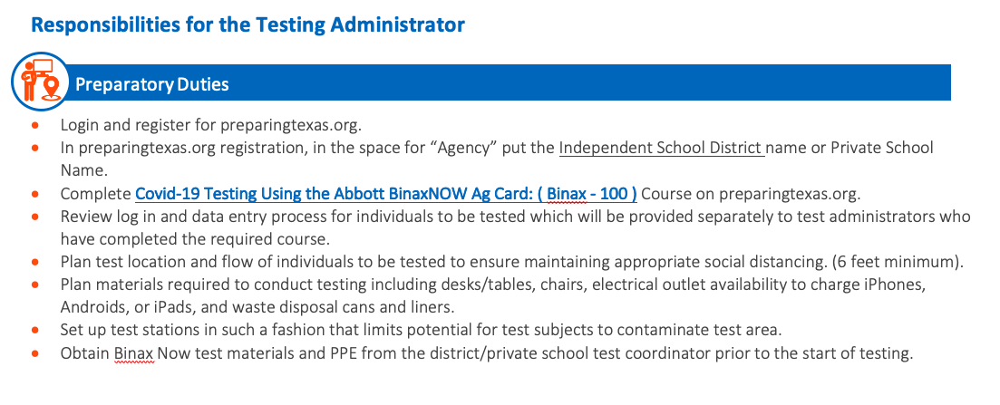 Responsibilities for the Testing Administrator
Preparatory Duties
• Login and register for preparingtexas.org.
• In preparingtexas.org registration, in the space for “Agency” put the Independent School District name or Private School
Name.
• Complete Covid-19 Testing Using the Abbott BinaxNOW Ag Card: ( Binax - 100 ) Course on preparingtexas.org.
• Review log in and data entry process for individuals to be tested which will be provided separately to test administrators who
have completed the required course.
• Plan test location and flow of individuals to be tested to ensure maintaining appropriate social distancing. (6 feet minimum).
• Plan materials required to conduct testing including desks/tables, chairs, electrical outlet availability to charge iPhones,
Androids, or iPads, and waste disposal cans and liners.
• Set up test stations in such a fashion that limits potential for test subjects to contaminate test area.
• Obtain Binax Now test materials and PPE from the district/private school test coordinator prior to the start of testing.